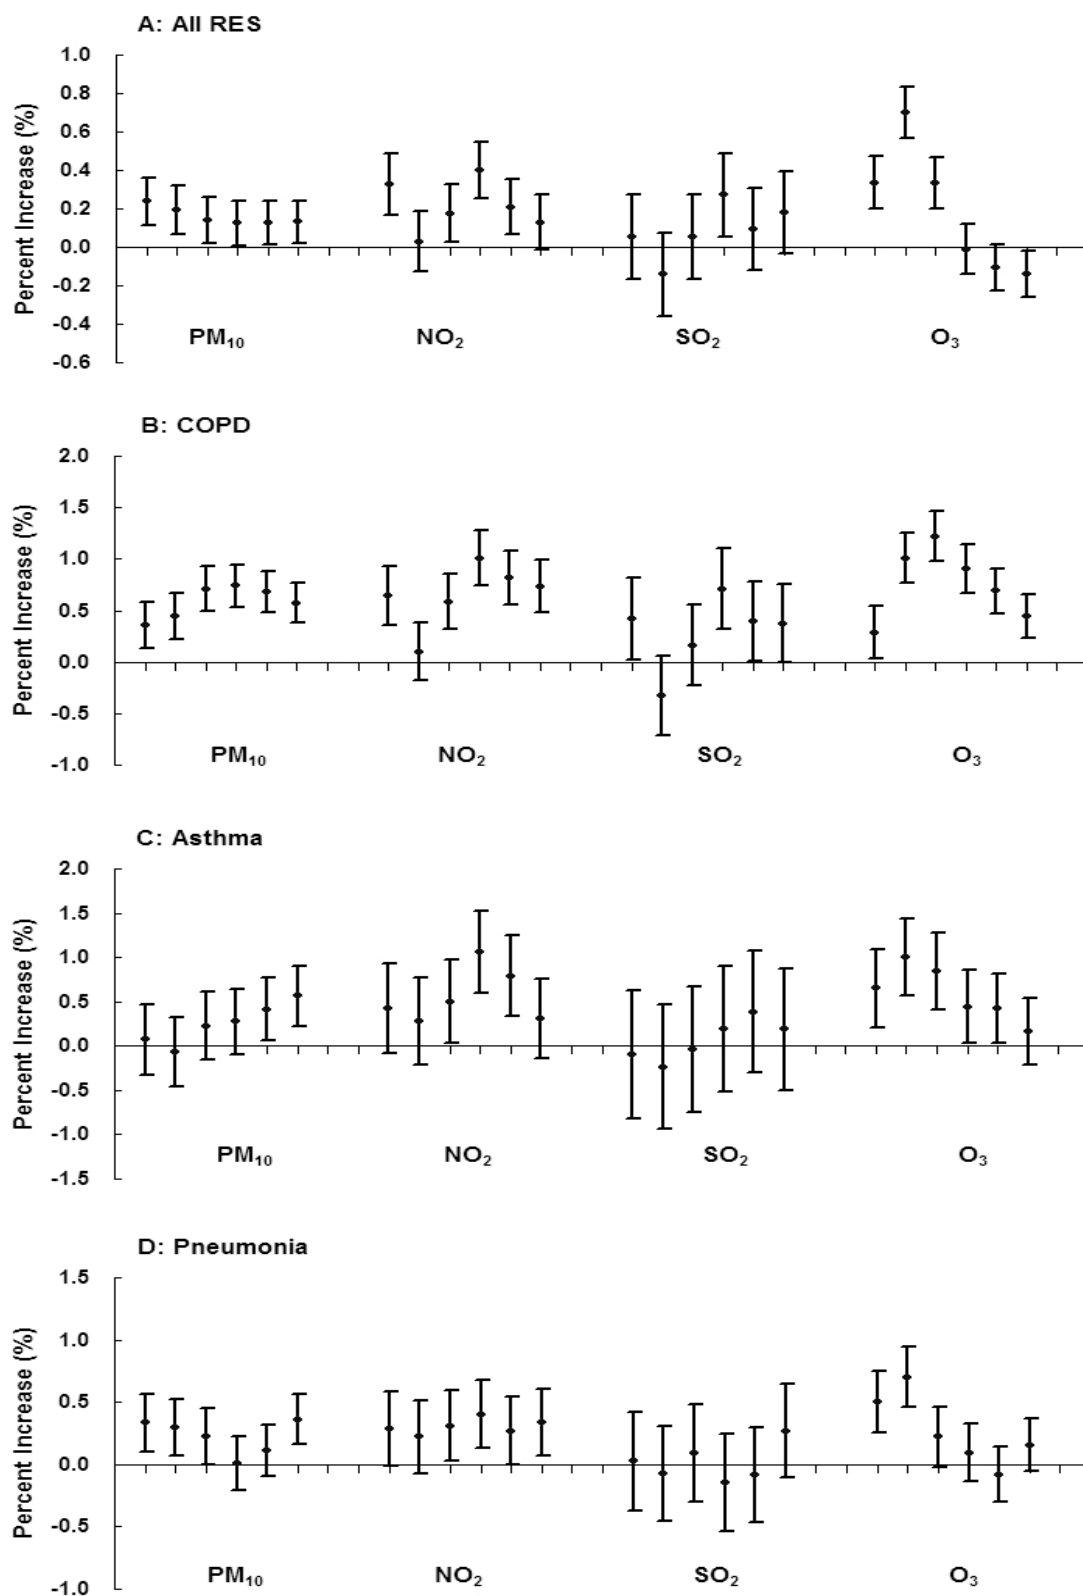 A: All RES
Percent Increase (%)
1.0
0.8
0.6
0.4
0.2
0.0
-0.2
-0.4
-0.6
PM₁₀ NO₂ SO₂ O₃
B: COPD
Percent Increase (%)
2.0
1.5
1.0
0.5
0.0
-0.5
-1.0
PM₁₀ NO₂ SO₂ O₃
C: Asthma
Percent Increase (%)
2.0
1.5
1.0
0.5
0.0
-0.5
-1.0
-1.5
PM₁₀ NO₂ SO₂ O₃
D: Pneumonia
Percent Increase (%)
1.5
1.0
0.5
0.0
-0.5
-1.0
PM₁₀ NO₂ SO₂ O₃